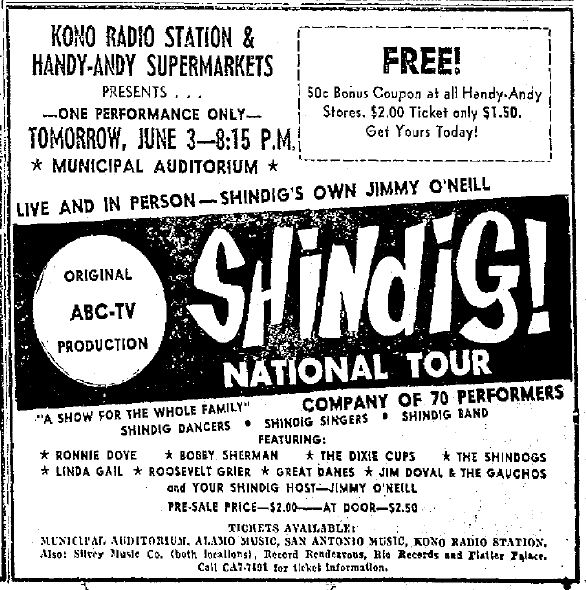 KONO RADIO STATION &
HANDY-ANDY SUPERMARKETS
PRESENTS . . .
—ONE PERFORMANCE ONLY—
TOMORROW, JUNE 3—8:15 P.M.
★ MUNICIPAL AUDITORIUM ★
FREE!
50c Bonus Coupon at all Handy-Andy
Stores. $2.00 Ticket only $1.50.
Get Yours Today!
LIVE AND IN PERSON—SHINDIG'S OWN JIMMY O'NEILL
ORIGINAL
ABC-TV
PRODUCTION
SHiNdiG!
NATIONAL TOUR
"A SHOW FOR THE WHOLE FAMILY"
COMPANY OF 70 PERFORMERS
SHINDIG DANCERS • SHINDIG SINGERS • SHINDIG BAND
FEATURING:
★ RONNIE DOVE ★ BOBBY SHERMAN ★ THE DIXIE CUPS ★ THE SHINDOGS
★ LINDA GAIL ★ ROOSEVELT GRIER ★ GREAT DANES ★ JIM DOVAL & THE GAUCHOS
and YOUR SHINDIG HOST—JIMMY O'NEILL
PRE-SALE PRICE—$2.00——AT DOOR—$2.50
TICKETS AVAILABLE:
MUNICIPAL AUDITORIUM, ALAMO MUSIC, SAN ANTONIO MUSIC, KONO RADIO STATION.
Also: Silvey Music Co. (both locations), Record Rendezvous, Rio Records and Platter Palace.
Call CA7-7491 for ticket information.